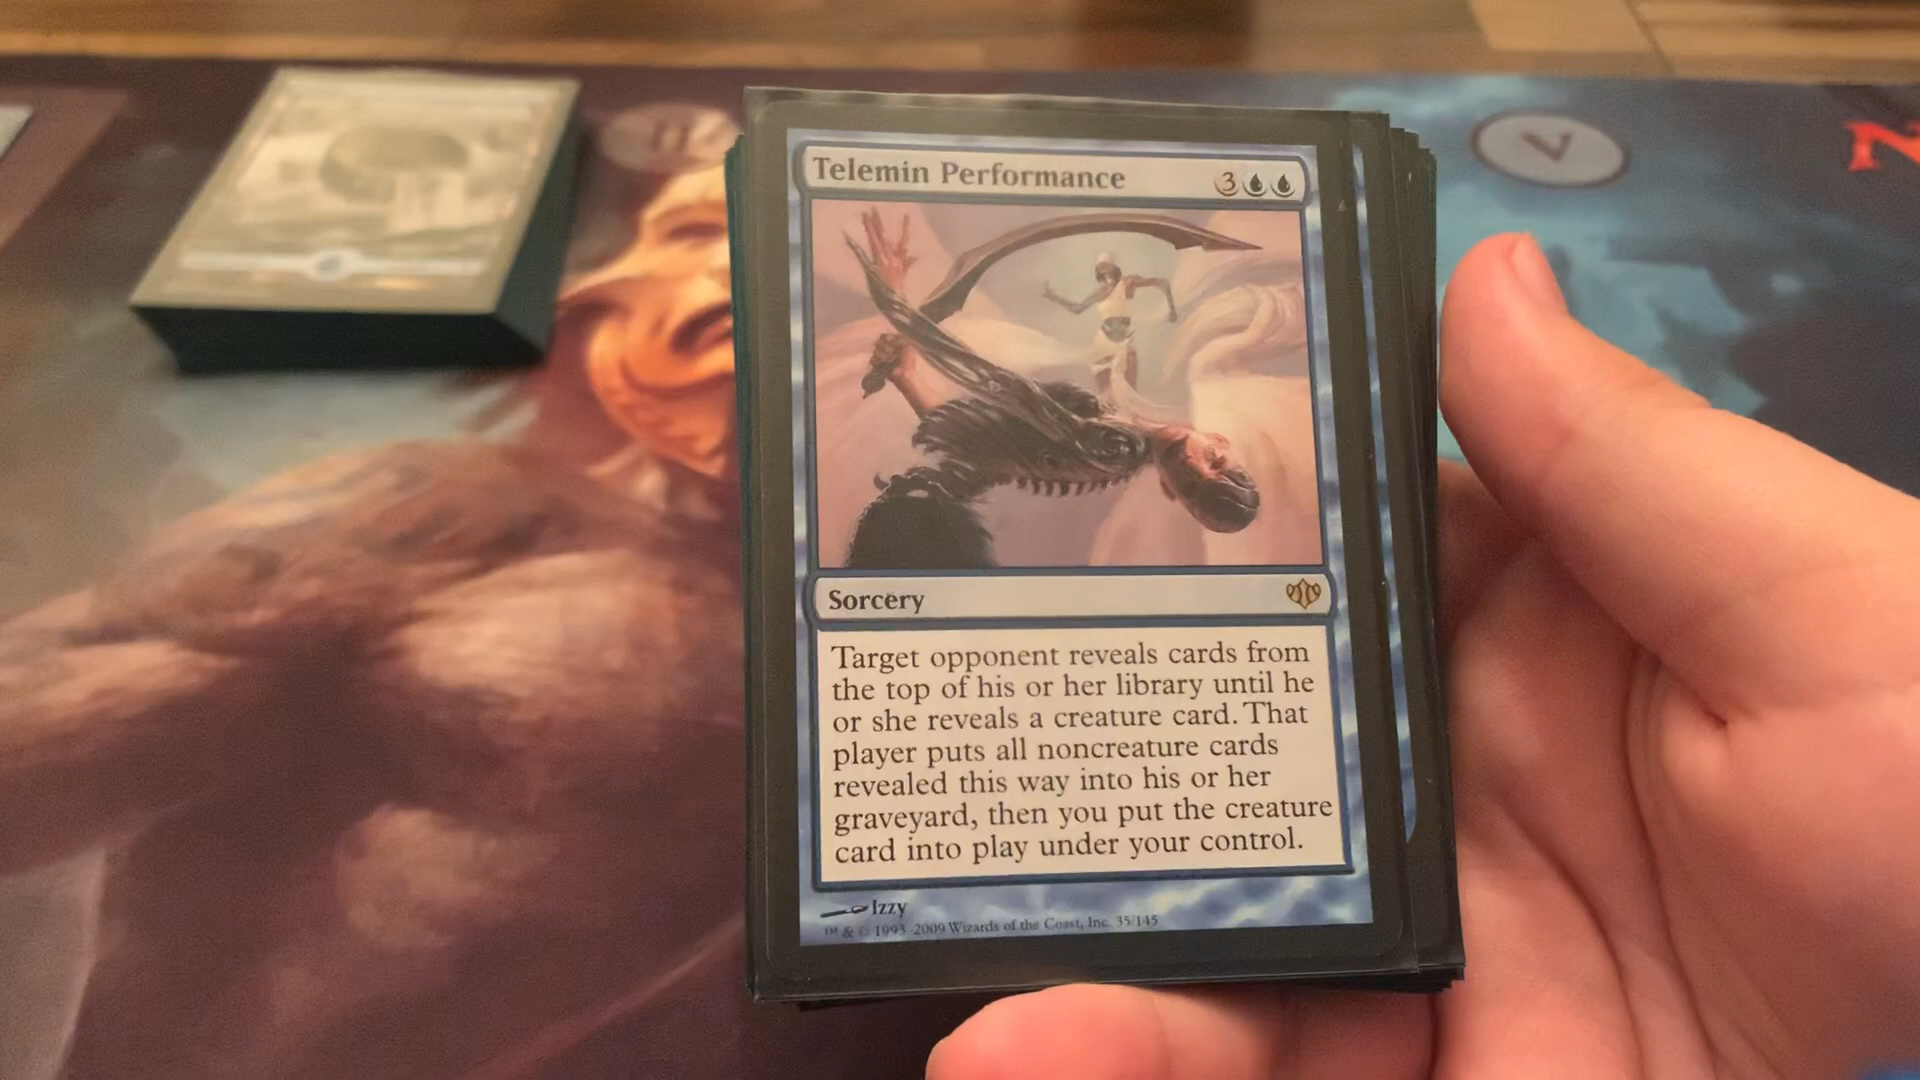 Telemin Performance 3
Sorcery
Target opponent reveals cards from
the top of his or her library until he
or she reveals a creature card. That
player puts all noncreature cards
revealed this way into his or her
graveyard, then you put the creature
card into play under your control.
Izzy
™ & © 1993-2009 Wizards of the Coast, Inc. 35/145
V
N